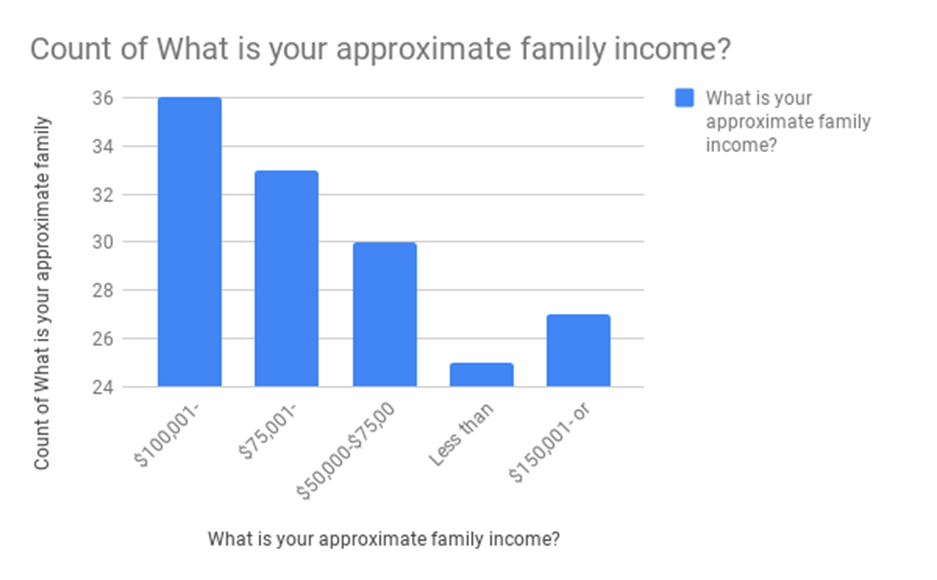 Count of What is your approximate family income?
Count of What is your approximate family
36
34
32
30
28
26
24
$100,001-
$75,001-
$50,000-$75,00
Less than
$150,001- or
What is your approximate family income?
What is your
approximate family
income?